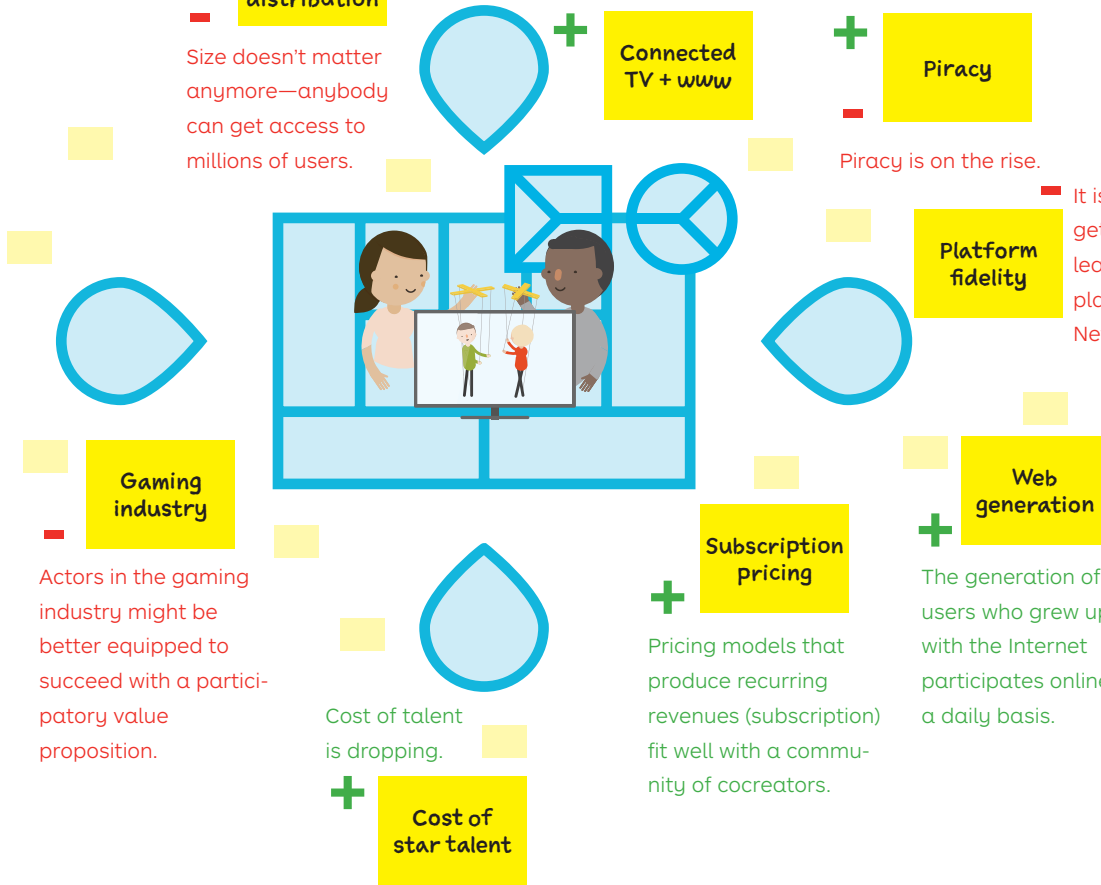 distribution
Size doesn't matter
anymore—anybody
can get access to
millions of users.
Connected
TV + www
Piracy
Piracy is on the rise.
Platform
fidelity
It
Gaming
industry
Actors in the gaming
industry might be
better equipped to
succeed with a partici-
patory value
proposition.
Cost of talent
is dropping.
Cost of
star talent
Subscription
pricing
Pricing models that
produce recurring
revenues (subscription)
fit well with a commu-
nity of cocreators.
Web
generation
The generation of
users who grew
with the Internet
participates
a daily basis.